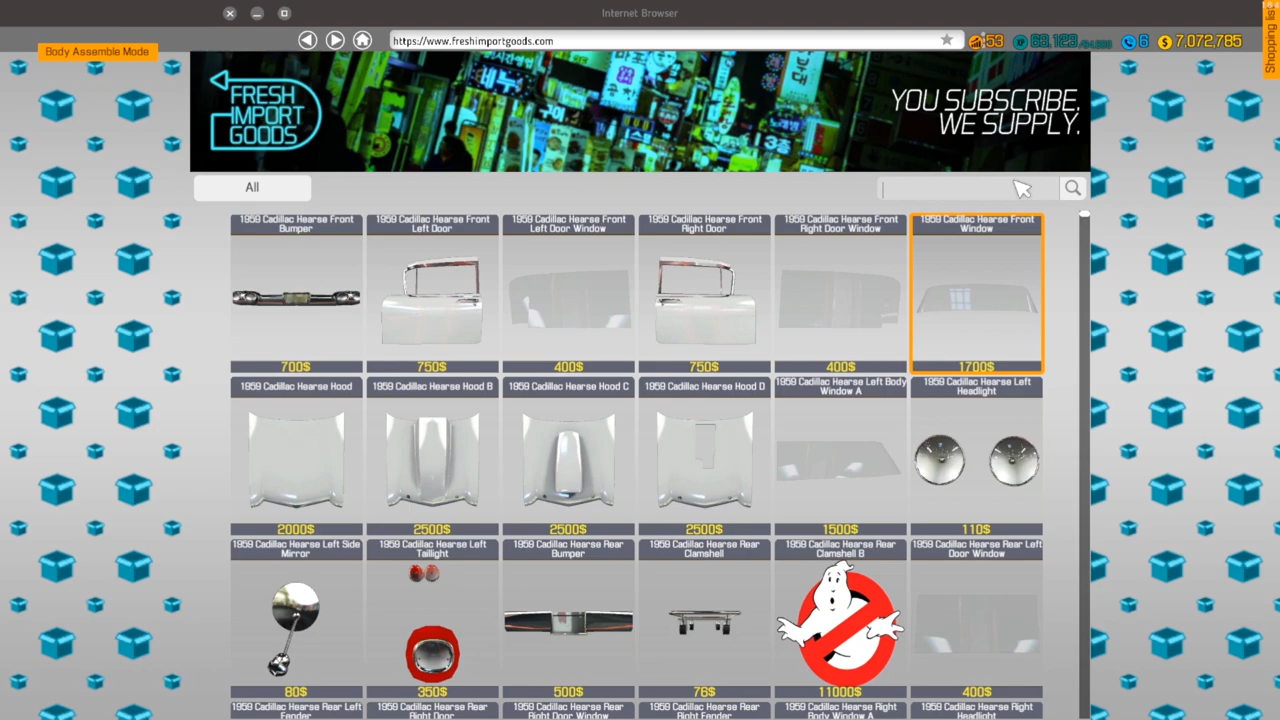 Internet Browser
Shopping list
Body Assemble Mode
https://www.freshimportgoods.com
53
6
7,072,785
FRESH
IMPORT
GOODS
YOU SUBSCRIBE.
WE SUPPLY.
All
1959 Cadillac Hearse Front
Bumper
1959 Cadillac Hearse Front
Left Door
1959 Cadillac Hearse Front
Left Door Window
1959 Cadillac Hearse Front
Right Door
1959 Cadillac Hearse Front
Right Door Window
1959 Cadillac Hearse Front
Window
700$
750$
400$
750$
400$
1700$
1959 Cadillac Hearse Hood
1959 Cadillac Hearse Hood B
1959 Cadillac Hearse Hood C
1959 Cadillac Hearse Hood D
1959 Cadillac Hearse Left Body
Window A
1959 Cadillac Hearse Left
Headlight
2000$
2500$
2500$
2500$
1500$
110$
1959 Cadillac Hearse Left Side
Mirror
1959 Cadillac Hearse Left
Taillight
1959 Cadillac Hearse Rear
Bumper
1959 Cadillac Hearse Rear
Clamshell
1959 Cadillac Hearse Rear
Clamshell B
1959 Cadillac Hearse Rear Left
Door Window
80$
350$
500$
76$
11000$
400$
1959 Cadillac Hearse Rear Left
Fender
1959 Cadillac Hearse Rear
Right Door
1959 Cadillac Hearse Rear
Right Door Window
1959 Cadillac Hearse Rear
Right Fender
1959 Cadillac Hearse Right
Body Window A
1959 Cadillac Hearse Right
Headlight